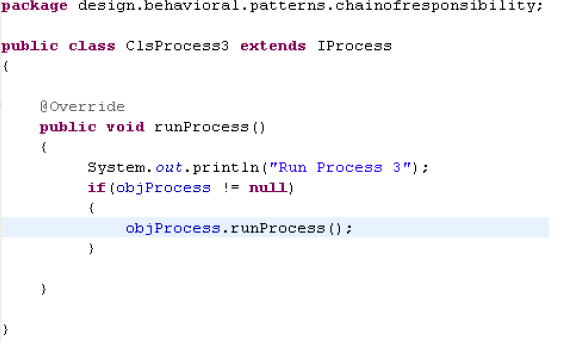 package design.behavioral.patterns.chainofresponsibility;
public class ClsProcess3 extends IProcess
{
@Override
public void runProcess()
{
System.out.println("Run Process 3");
if(objProcess != null)
{
objProcess.runProcess();
}
}
}